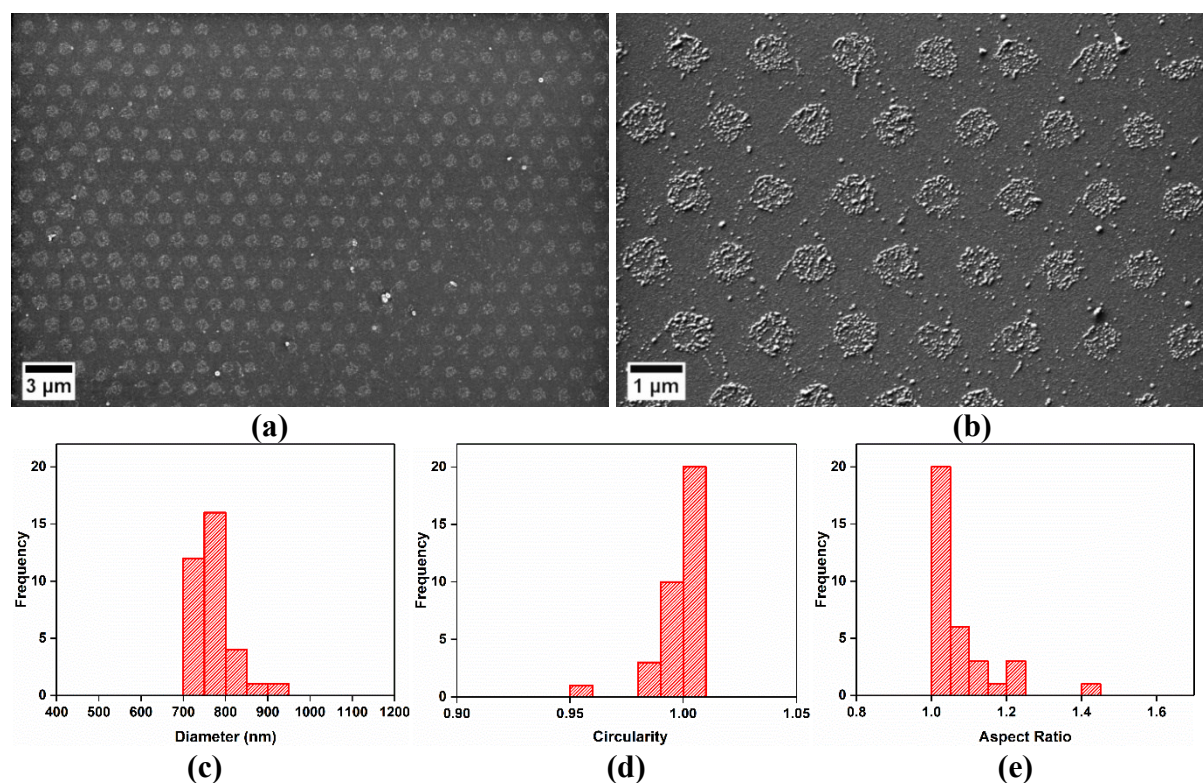 3 µm
1 µm
(a)
(b)
20
15
10
5
0
Frequency
400 500 600 700 800 900 1000 1100 1200
Diameter (nm)
(c)
20
15
10
5
0
Frequency
0.90 0.95 1.00 1.05
Circularity
(d)
20
15
10
5
0
Frequency
0.8 1.0 1.2 1.4 1.6
Aspect Ratio
(e)